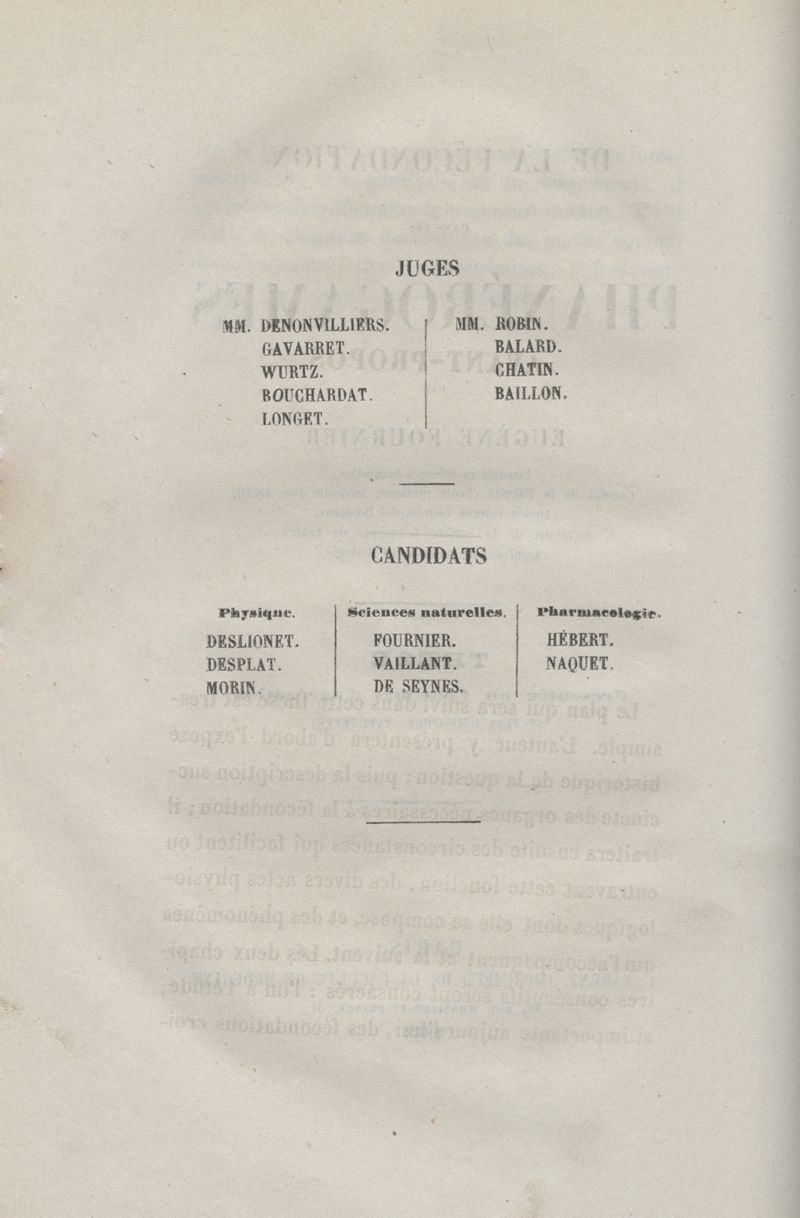 JUGES
MM. DENONVILLIERS.
GAVARRET.
WURTZ.
BOUCHARDAT.
LONGET.
MM. ROBIN.
BALARD.
CHATIN.
BAILLON.
CANDIDATS
Physique.
DESLIONET.
DESPLAT.
MORIN.
Sciences naturelles.
FOURNIER.
VAILLANT.
DE SEYNES.
Pharmacologie.
HÉBERT.
NAQUET.